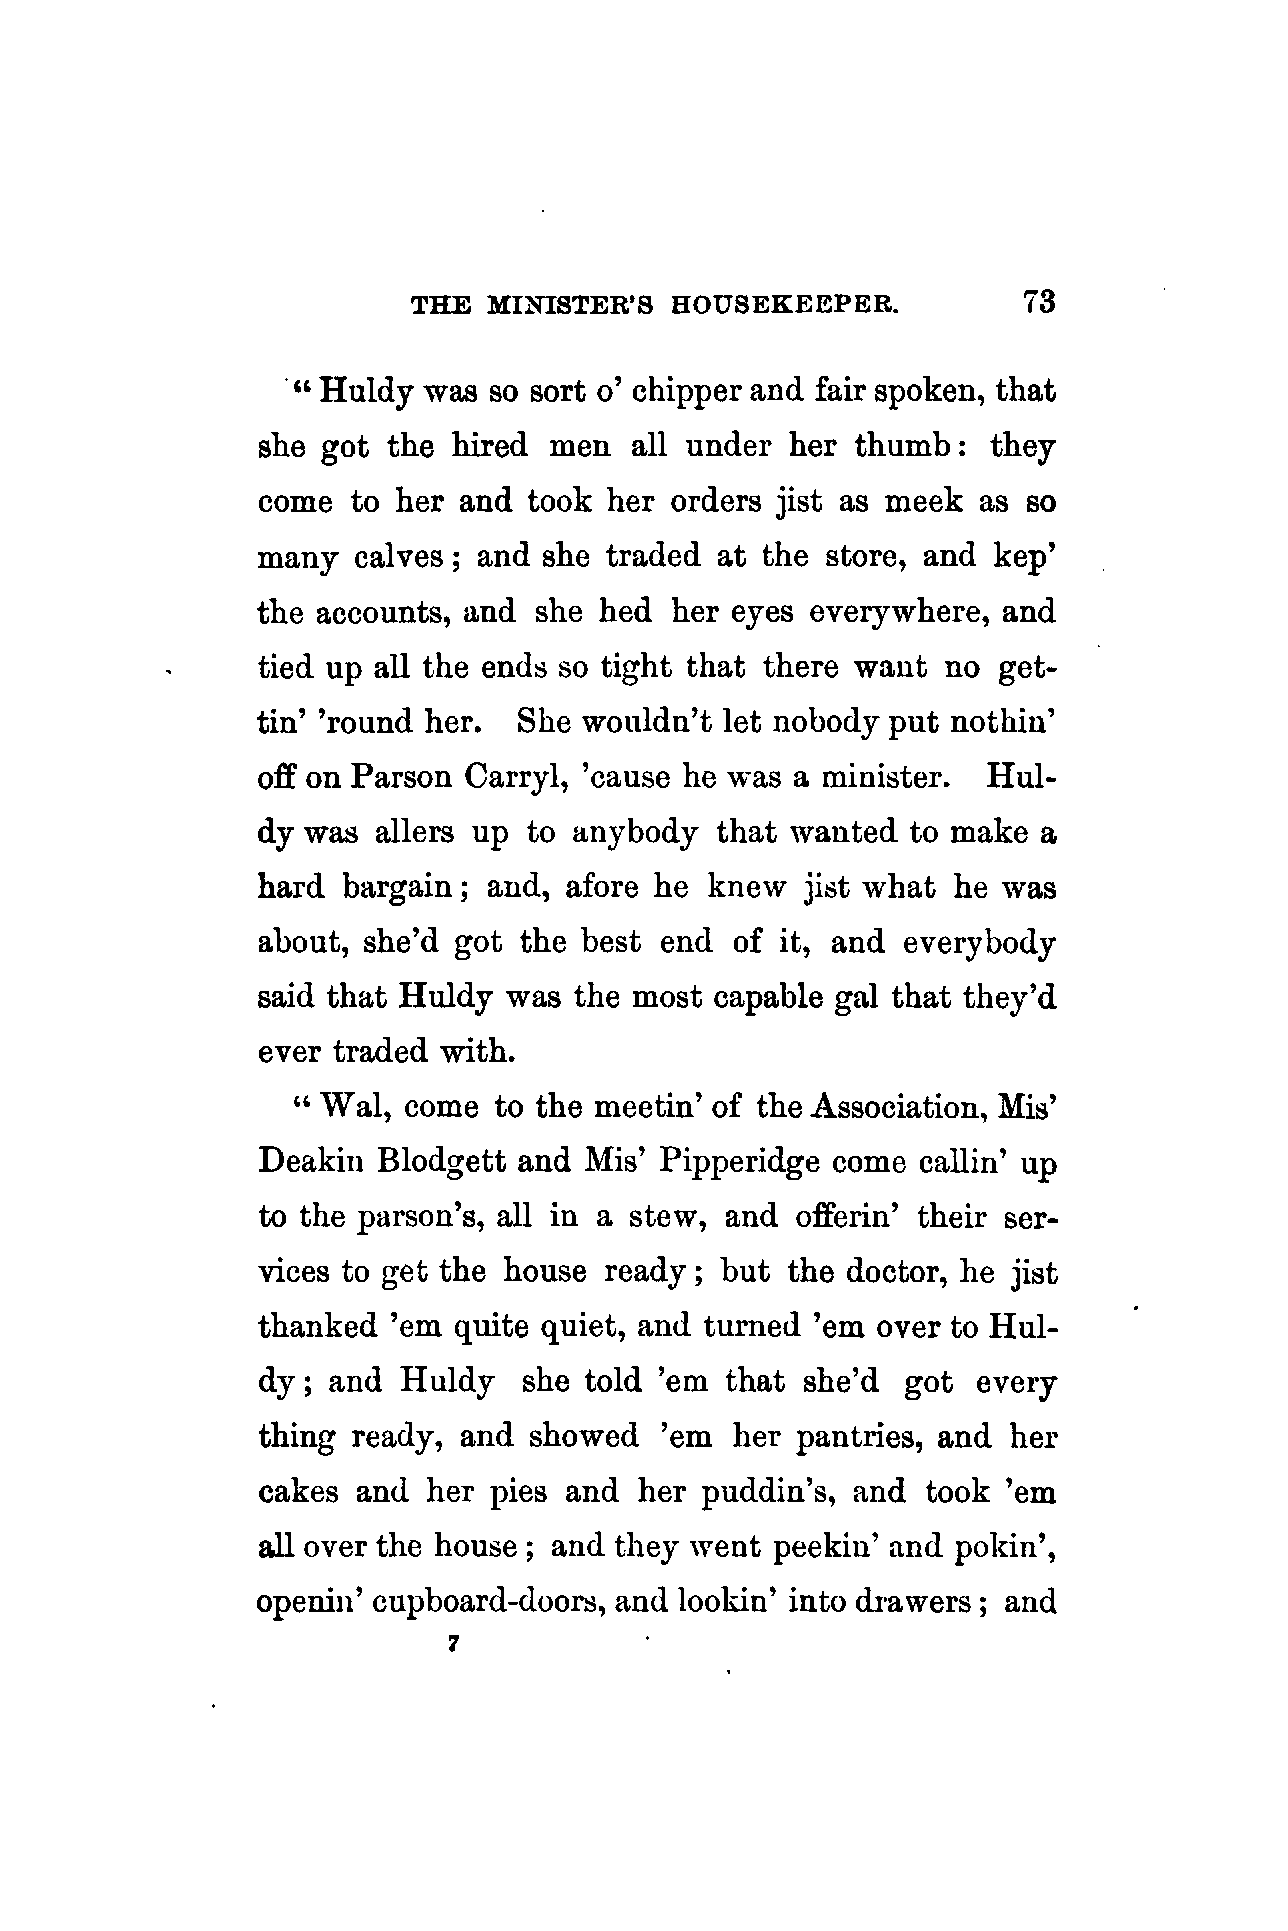 THE MINISTER'S HOUSEKEEPER. 73
“ Huldy was so sort o’ chipper and fair spoken, that
she got the hired men all under her thumb: they
come to her and took her orders jist as meek as so
many calves ; and she traded at the store, and kep’
the accounts, and she hed her eyes everywhere, and
tied up all the ends so tight that there want no get-
tin’ ’round her. She wouldn’t let nobody put nothin’
off on Parson Carryl, ’cause he was a minister. Hul-
dy was allers up to anybody that wanted to make a
hard bargain ; and, afore he knew jist what he was
about, she’d got the best end of it, and everybody
said that Huldy was the most capable gal that they’d
ever traded with.
“ Wal, come to the meetin’ of the Association, Mis’
Deakin Blodgett and Mis’ Pipperidge come callin’ up
to the parson’s, all in a stew, and offerin’ their ser-
vices to get the house ready ; but the doctor, he jist
thanked ’em quite quiet, and turned ’em over to Hul-
dy ; and Huldy she told ’em that she’d got every
thing ready, and showed ’em her pantries, and her
cakes and her pies and her puddin’s, and took ’em
all over the house ; and they went peekin’ and pokin’,
openin’ cupboard-doors, and lookin’ into drawers ; and
7